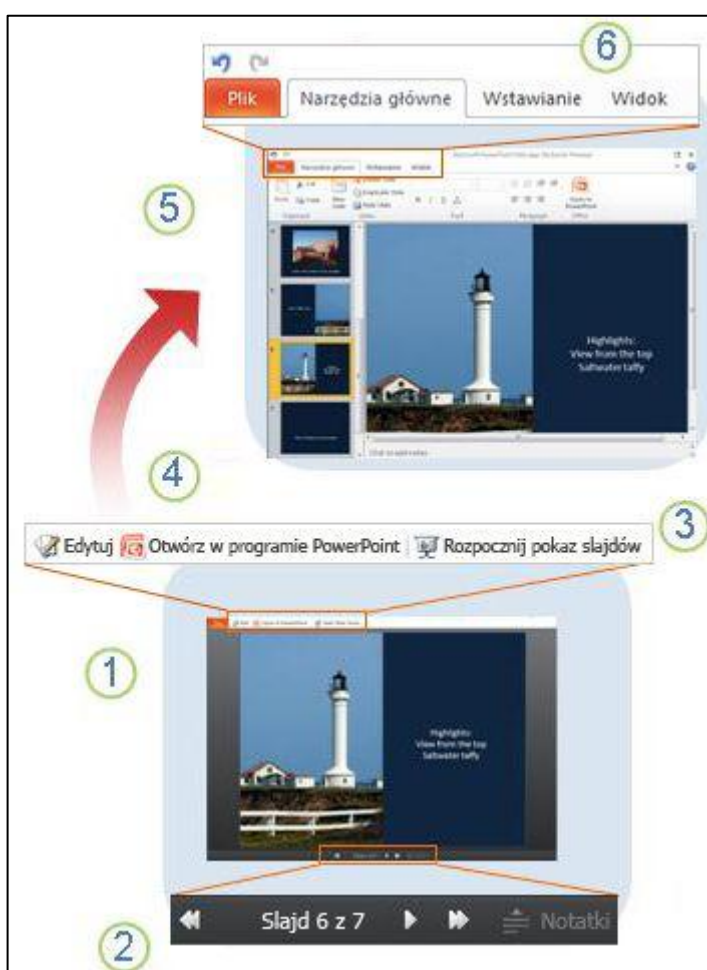 6
Plik Narzędzia główne Wstawianie Widok
5
Highlights:
View from the top
Saltwater taffy
4
3
Edytuj Otwórz w programie PowerPoint Rozpocznij pokaz slajdów
1
Highlights:
View from the top
Saltwater taffy
Slajd 6 z 7 Notatki
2